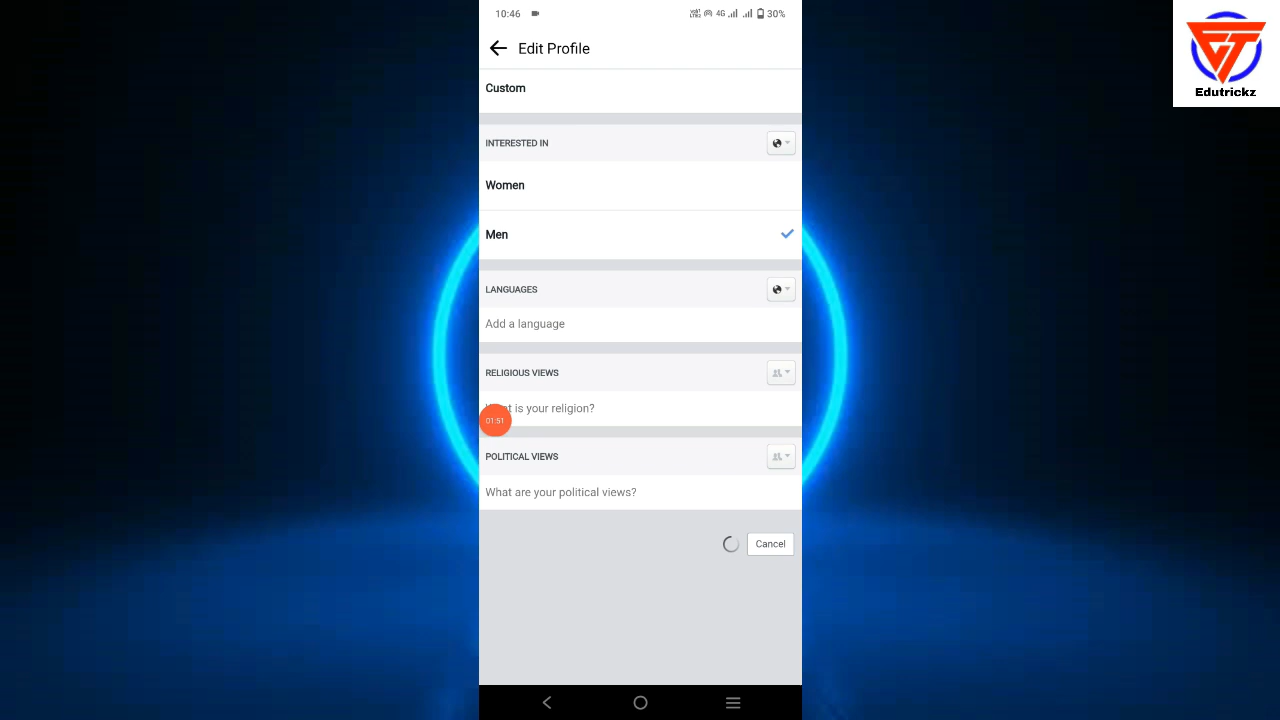 10:46
4G
30%
Edit Profile
Custom
INTERESTED IN
Women
Men
LANGUAGES
Add a language
RELIGIOUS VIEWS
is your religion?
01:51
POLITICAL VIEWS
What are your political views?
Cancel
Edutrickz